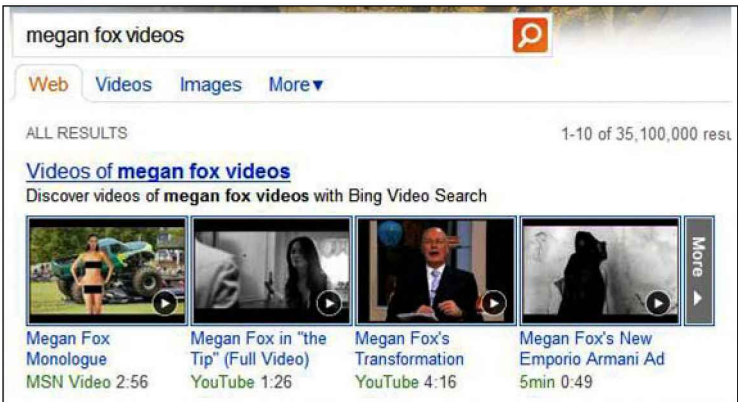 megan fox videos
Web Videos Images More▼
ALL RESULTS 1-10 of 35,100,000 resu
Videos of megan fox videos
Discover videos of megan fox videos with Bing Video Search
More
Megan Fox
Monologue
MSN Video 2:56
Megan Fox in "the
Tip" (Full Video)
YouTube 1:26
Megan Fox's
Transformation
YouTube 4:16
Megan Fox's New
Emporio Armani Ad
5min 0:49